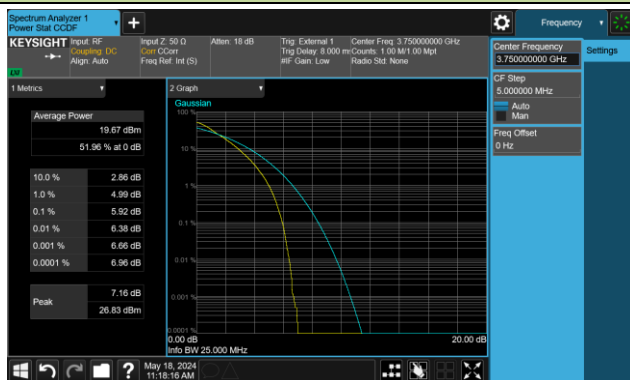 Spectrum Analyzer 1
Power Stat CCDF
Frequency
KEYSIGHT
Input: RF
Coupling: DC
Align: Auto
Input Z: 50 Ω
Corr CCorr
Freq Ref: Int (S)
Atten: 18 dB
Trig: External 1
Trig Delay: 8.000 m
#IF Gain: Low
Center Freq: 3.750000000 GHz
Counts: 1.00 M/1.00 Mpt
Radio Std: None
LXI
Center Frequency
3.750000000 GHz
Settings
CF Step
5.000000 MHz
Auto
Man
Freq Offset
0 Hz
1 Metrics
Average Power
19.67 dBm
51.96 % at 0 dB
10.0 % 2.86 dB
1.0 % 4.99 dB
0.1 % 5.92 dB
0.01 % 6.38 dB
0.001 % 6.66 dB
0.0001 % 6.96 dB
Peak
7.16 dB
26.83 dBm
2 Graph
Gaussian
100 %
10 %
1 %
0.1 %
0.01 %
0.001 %
0.0001 %
0.00 dB
20.00 dB
Info BW 25.000 MHz
May 18, 2024
11:18:16 AM